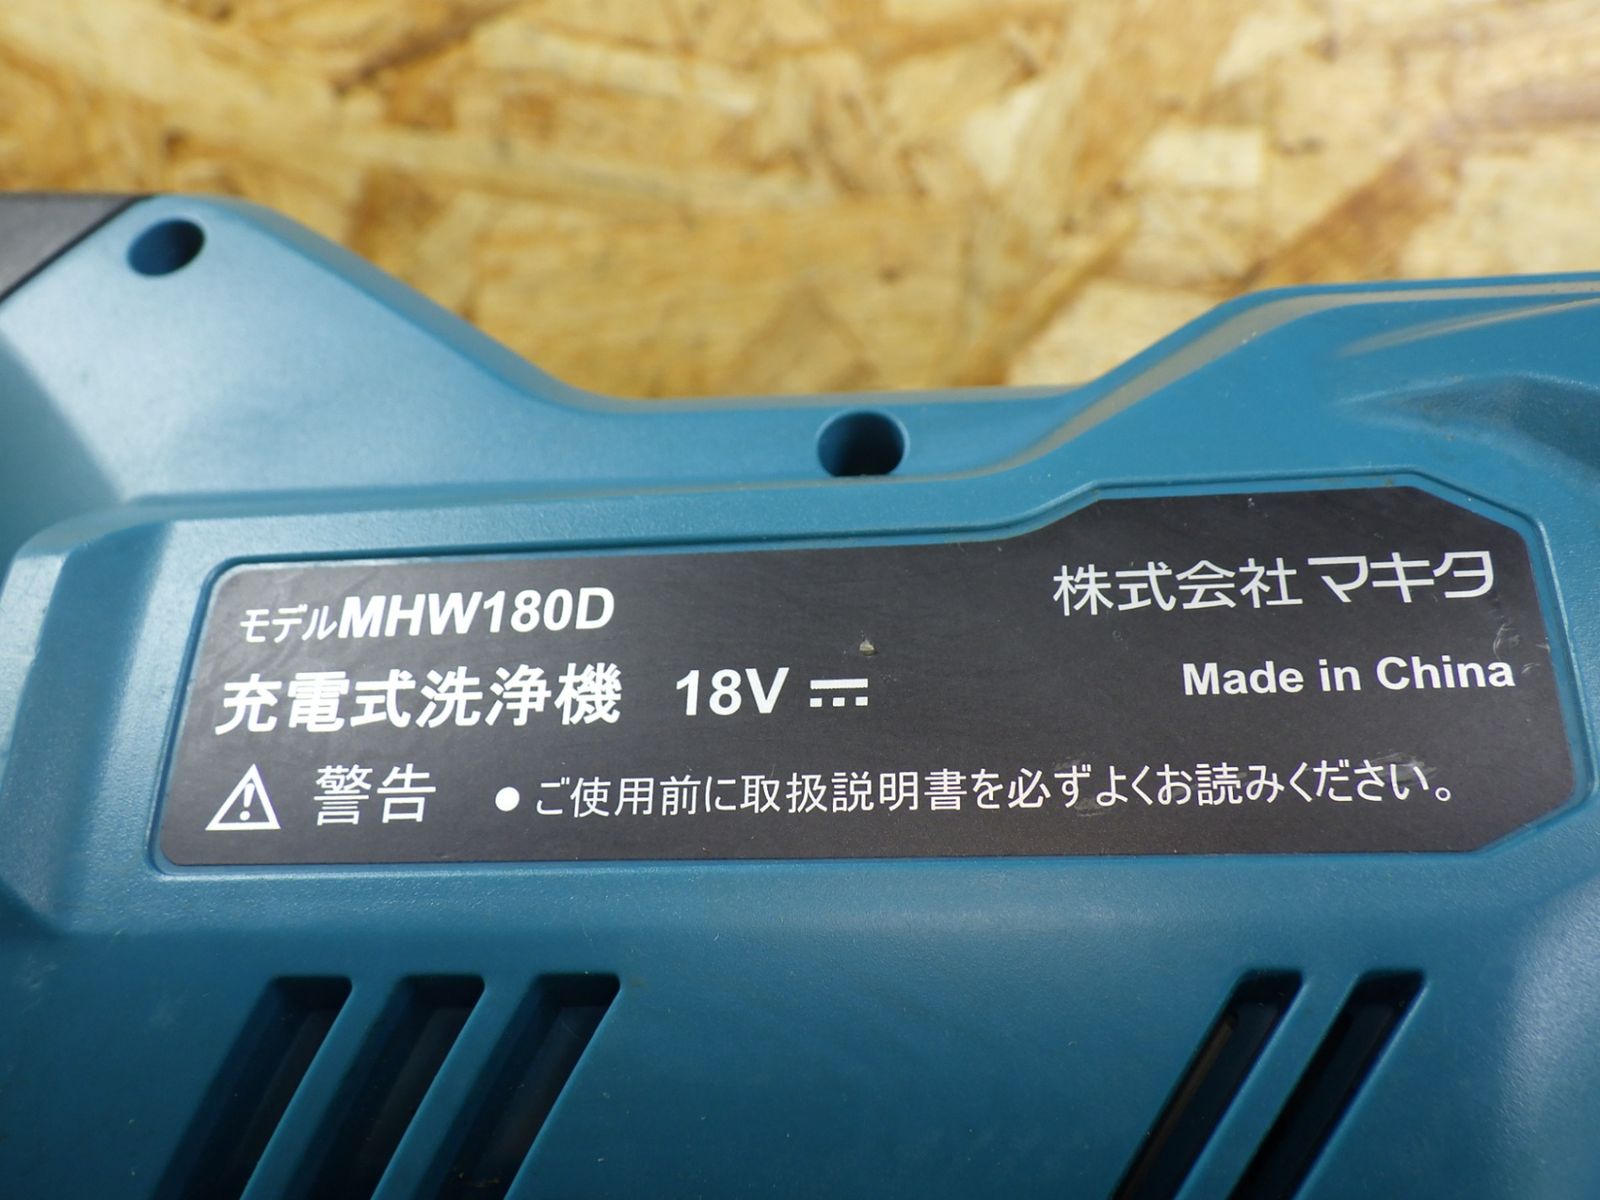 モデルMHW180D
株式会社マキタ
充電式洗浄機 18V ⎓
Made in China
警告 ●ご使用前に取扱説明書を必ずよくお読みください。